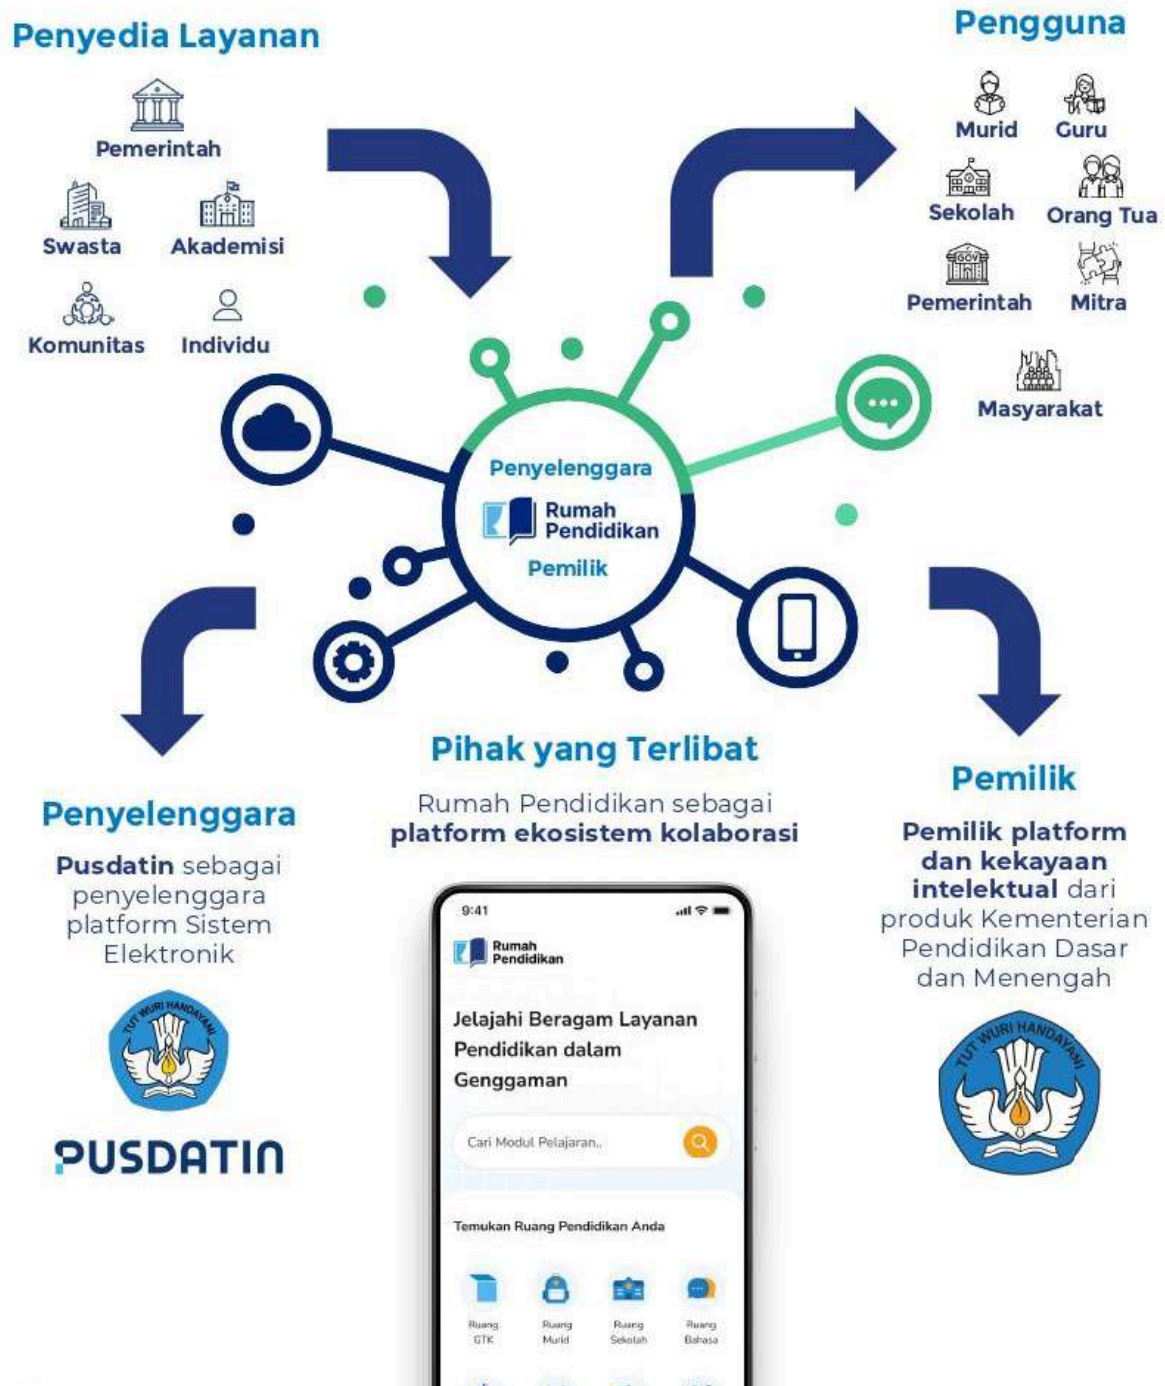 Penyedia Layanan
Pemerintah
Swasta
Akademisi
Komunitas
Individu
Pengguna
Murid
Guru
Sekolah
Orang Tua
GOV
Pemerintah
Mitra
Masyarakat
Penyelenggara
Rumah
Pendidikan
Pemilik
Penyelenggara
Pusdatin sebagai
penyelenggara
platform Sistem
Elektronik
TUT WURI HANDAYANI
PUSDATIN
Pihak yang Terlibat
Rumah Pendidikan sebagai
platform ekosistem kolaborasi
9:41
Rumah
Pendidikan
Jelajahi Beragam Layanan
Pendidikan dalam
Genggaman
Cari Modul Pelajaran..
Temukan Ruang Pendidikan Anda
Ruang
GTK
Ruang
Murid
Ruang
Sekolah
Ruang
Bahasa
Pemilik
Pemilik platform
dan kekayaan
intelektual dari
produk Kementerian
Pendidikan Dasar
dan Menengah
TUT WURI HANDAYANI